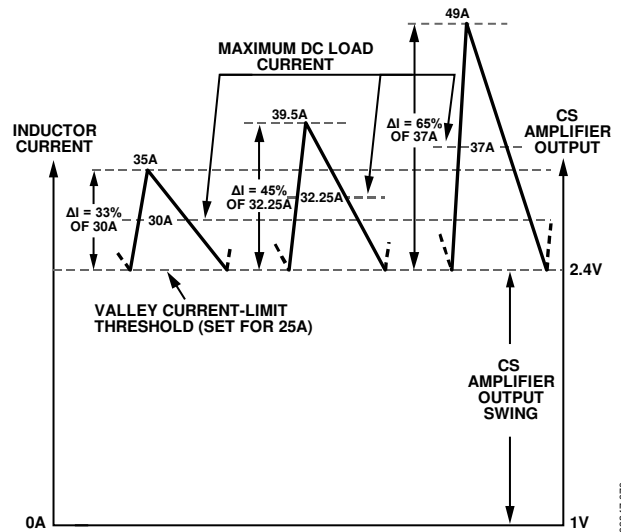 49A
MAXIMUM DC LOAD
CURRENT
39.5A
ΔI = 65%
OF 37A
INDUCTOR
CURRENT
CS
AMPLIFIER
OUTPUT
35A
37A
ΔI = 45%
OF 32.25A
32.25A
ΔI = 33%
OF 30A
30A
2.4V
VALLEY CURRENT-LIMIT
THRESHOLD (SET FOR 25A)
CS
AMPLIFIER
OUTPUT
SWING
0A
1V